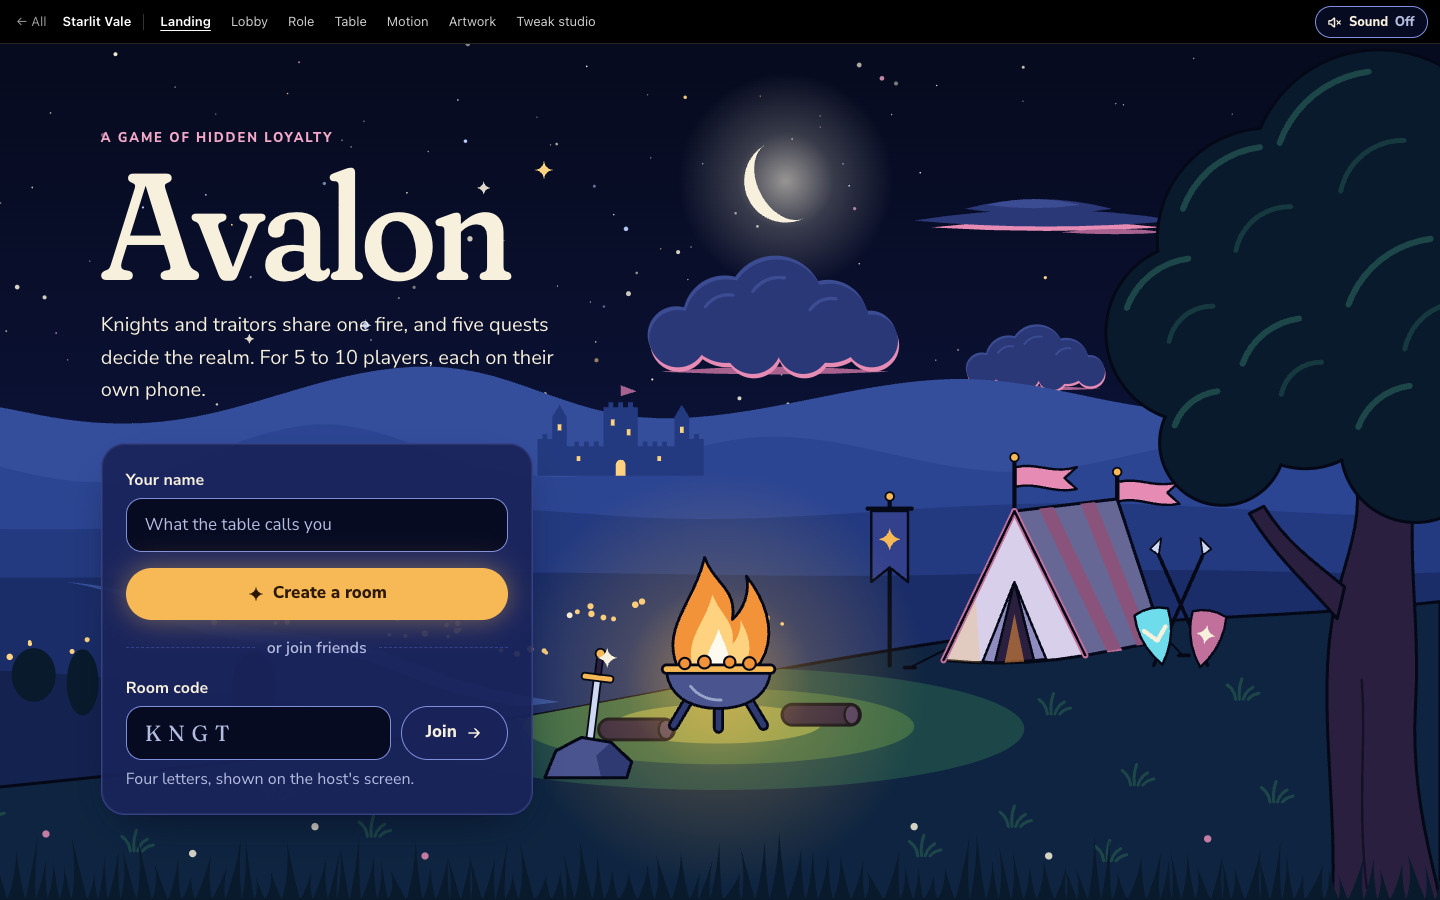 ← All Starlit Vale Landing Lobby Role Table Motion Artwork Tweak studio Sound Off
A GAME OF HIDDEN LOYALTY
Avalon
Knights and traitors share one fire, and five quests
decide the realm. For 5 to 10 players, each on their
own phone.
Your name
What the table calls you
Create a room
or join friends
Room code
KNGT
Join →
Four letters, shown on the host's screen.